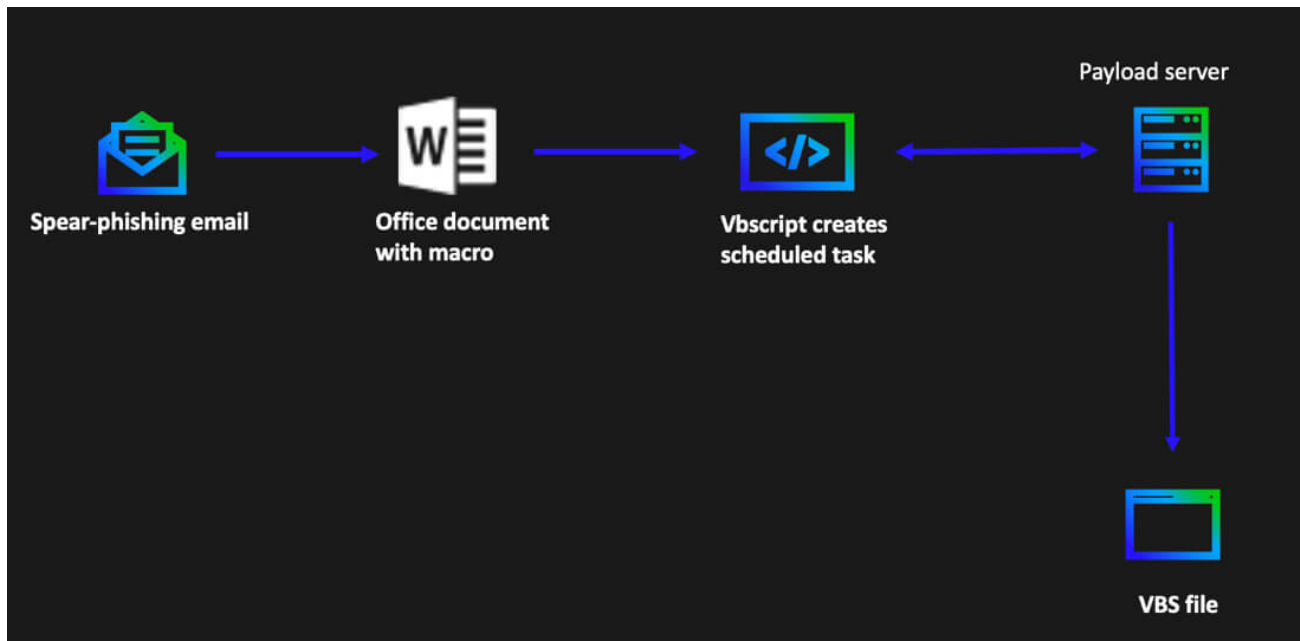 Payload server
W
</>
Spear-phishing email
Office document
with macro
Vbscript creates
scheduled task
VBS file